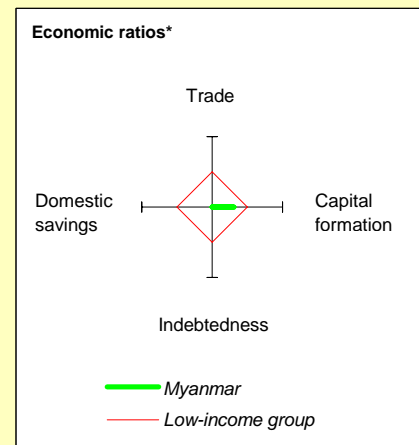 Economic ratios*
Trade
Domestic
savings
Capital
formation
Indebtedness
Myanmar
Low-income group